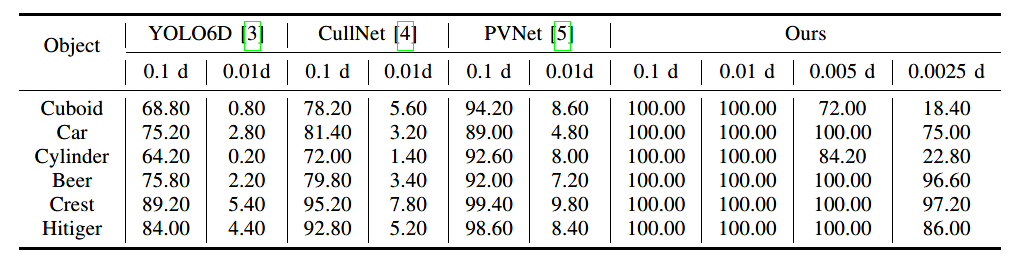 Object YOLO6D [3] CullNet [4] PVNet [5] Ours
0.1 d 0.01d 0.1 d 0.01d 0.1 d 0.01d 0.1 d 0.01 d 0.005 d 0.0025 d
Cuboid 68.80 0.80 78.20 5.60 94.20 8.60 100.00 100.00 72.00 18.40
Car 75.20 2.80 81.40 3.20 89.00 4.80 100.00 100.00 100.00 75.00
Cylinder 64.20 0.20 72.00 1.40 92.60 8.00 100.00 100.00 84.20 22.80
Beer 75.80 2.20 79.80 3.40 92.00 7.20 100.00 100.00 100.00 96.60
Crest 89.20 5.40 95.20 7.80 99.40 9.80 100.00 100.00 100.00 97.20
Hitiger 84.00 4.40 92.80 5.20 98.60 8.40 100.00 100.00 100.00 86.00